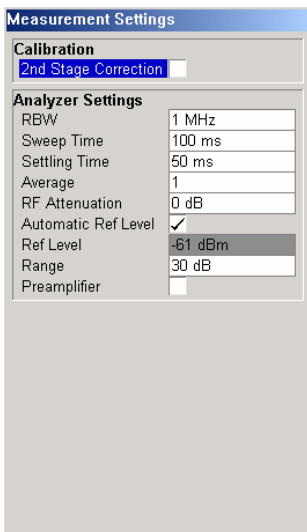 Measurement Settings
Calibration
2nd Stage Correction
Analyzer Settings
RBW 1 MHz
Sweep Time 100 ms
Settling Time 50 ms
Average 1
RF Attenuation 0 dB
Automatic Ref Level ✓
Ref Level -61 dBm
Range 30 dB
Preamplifier